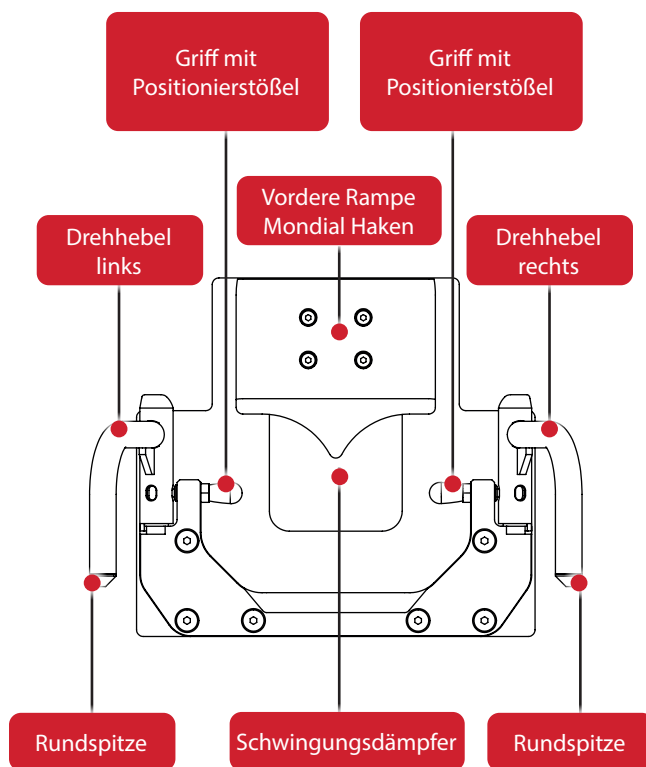 Griff mit
Positionierstößel
Griff mit
Positionierstößel
Vordere Rampe
Mondial Haken
Drehhebel
links
Drehhebel
rechts
Rundspitze
Schwingungsdämpfer
Rundspitze